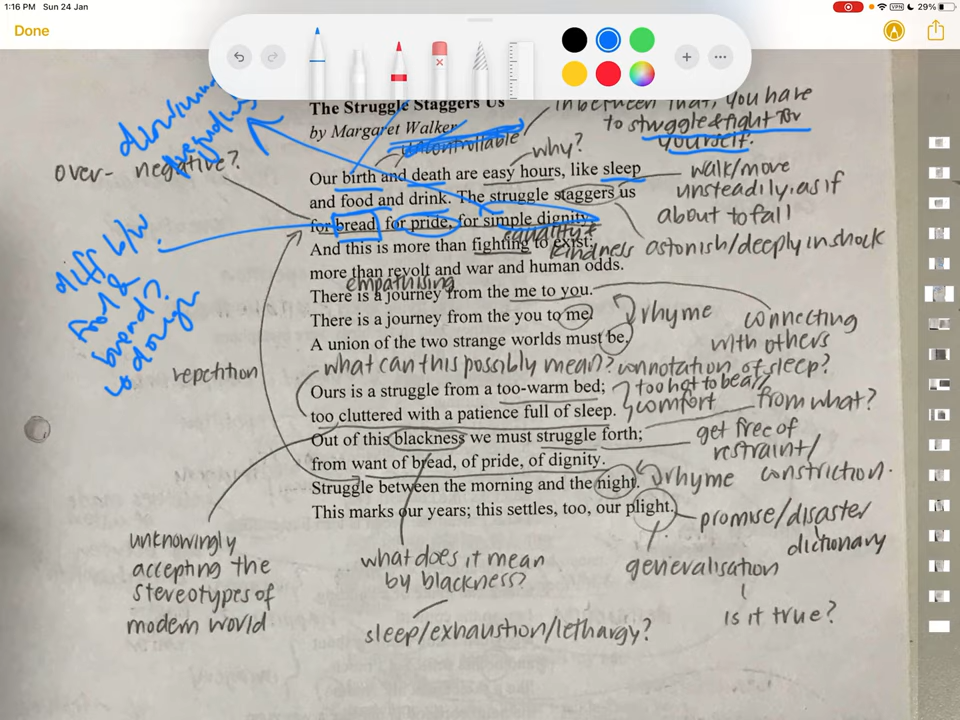 1:16 PM Sun 24 Jan
VPN 29%
Done
The Struggle Staggers Us
by Margaret Walker
inbetween that, you have
to struggle & fight for
yourself.
uncontrollable
why?
over- negative?
Our birth and death are easy hours, like sleep
and food and drink. The struggle staggers us
for bread, for pride, for simple dignity.
And this is more than fighting to exist;
more than revolt and war and human odds.
There is a journey from the me to you.
There is a journey from the you to me.
A union of the two strange worlds must be.
Ours is a struggle from a too-warm bed;
too cluttered with a patience full of sleep.
Out of this blackness we must struggle forth;
from want of bread, of pride, of dignity.
Struggle between the morning and the night.
This marks our years; this settles, too, our plight.
walk/move
unsteadily, as if
about to fall
equality &
kindness
astonish/deeply in shock
empathising
diff b/w
food &
bread?
↳ dough
rhyme
connecting
with others
what can this possibly mean? connotation of sleep?
repetition
too hot to bear/
comfort
from what?
get free of
restraint/
constriction.
rhyme
promise/disaster
dictionary
unknowingly
accepting the
stereotypes of
modern world
what does it mean
by blackness?
sleep/exhaustion/lethargy?
generalisation
is it true?